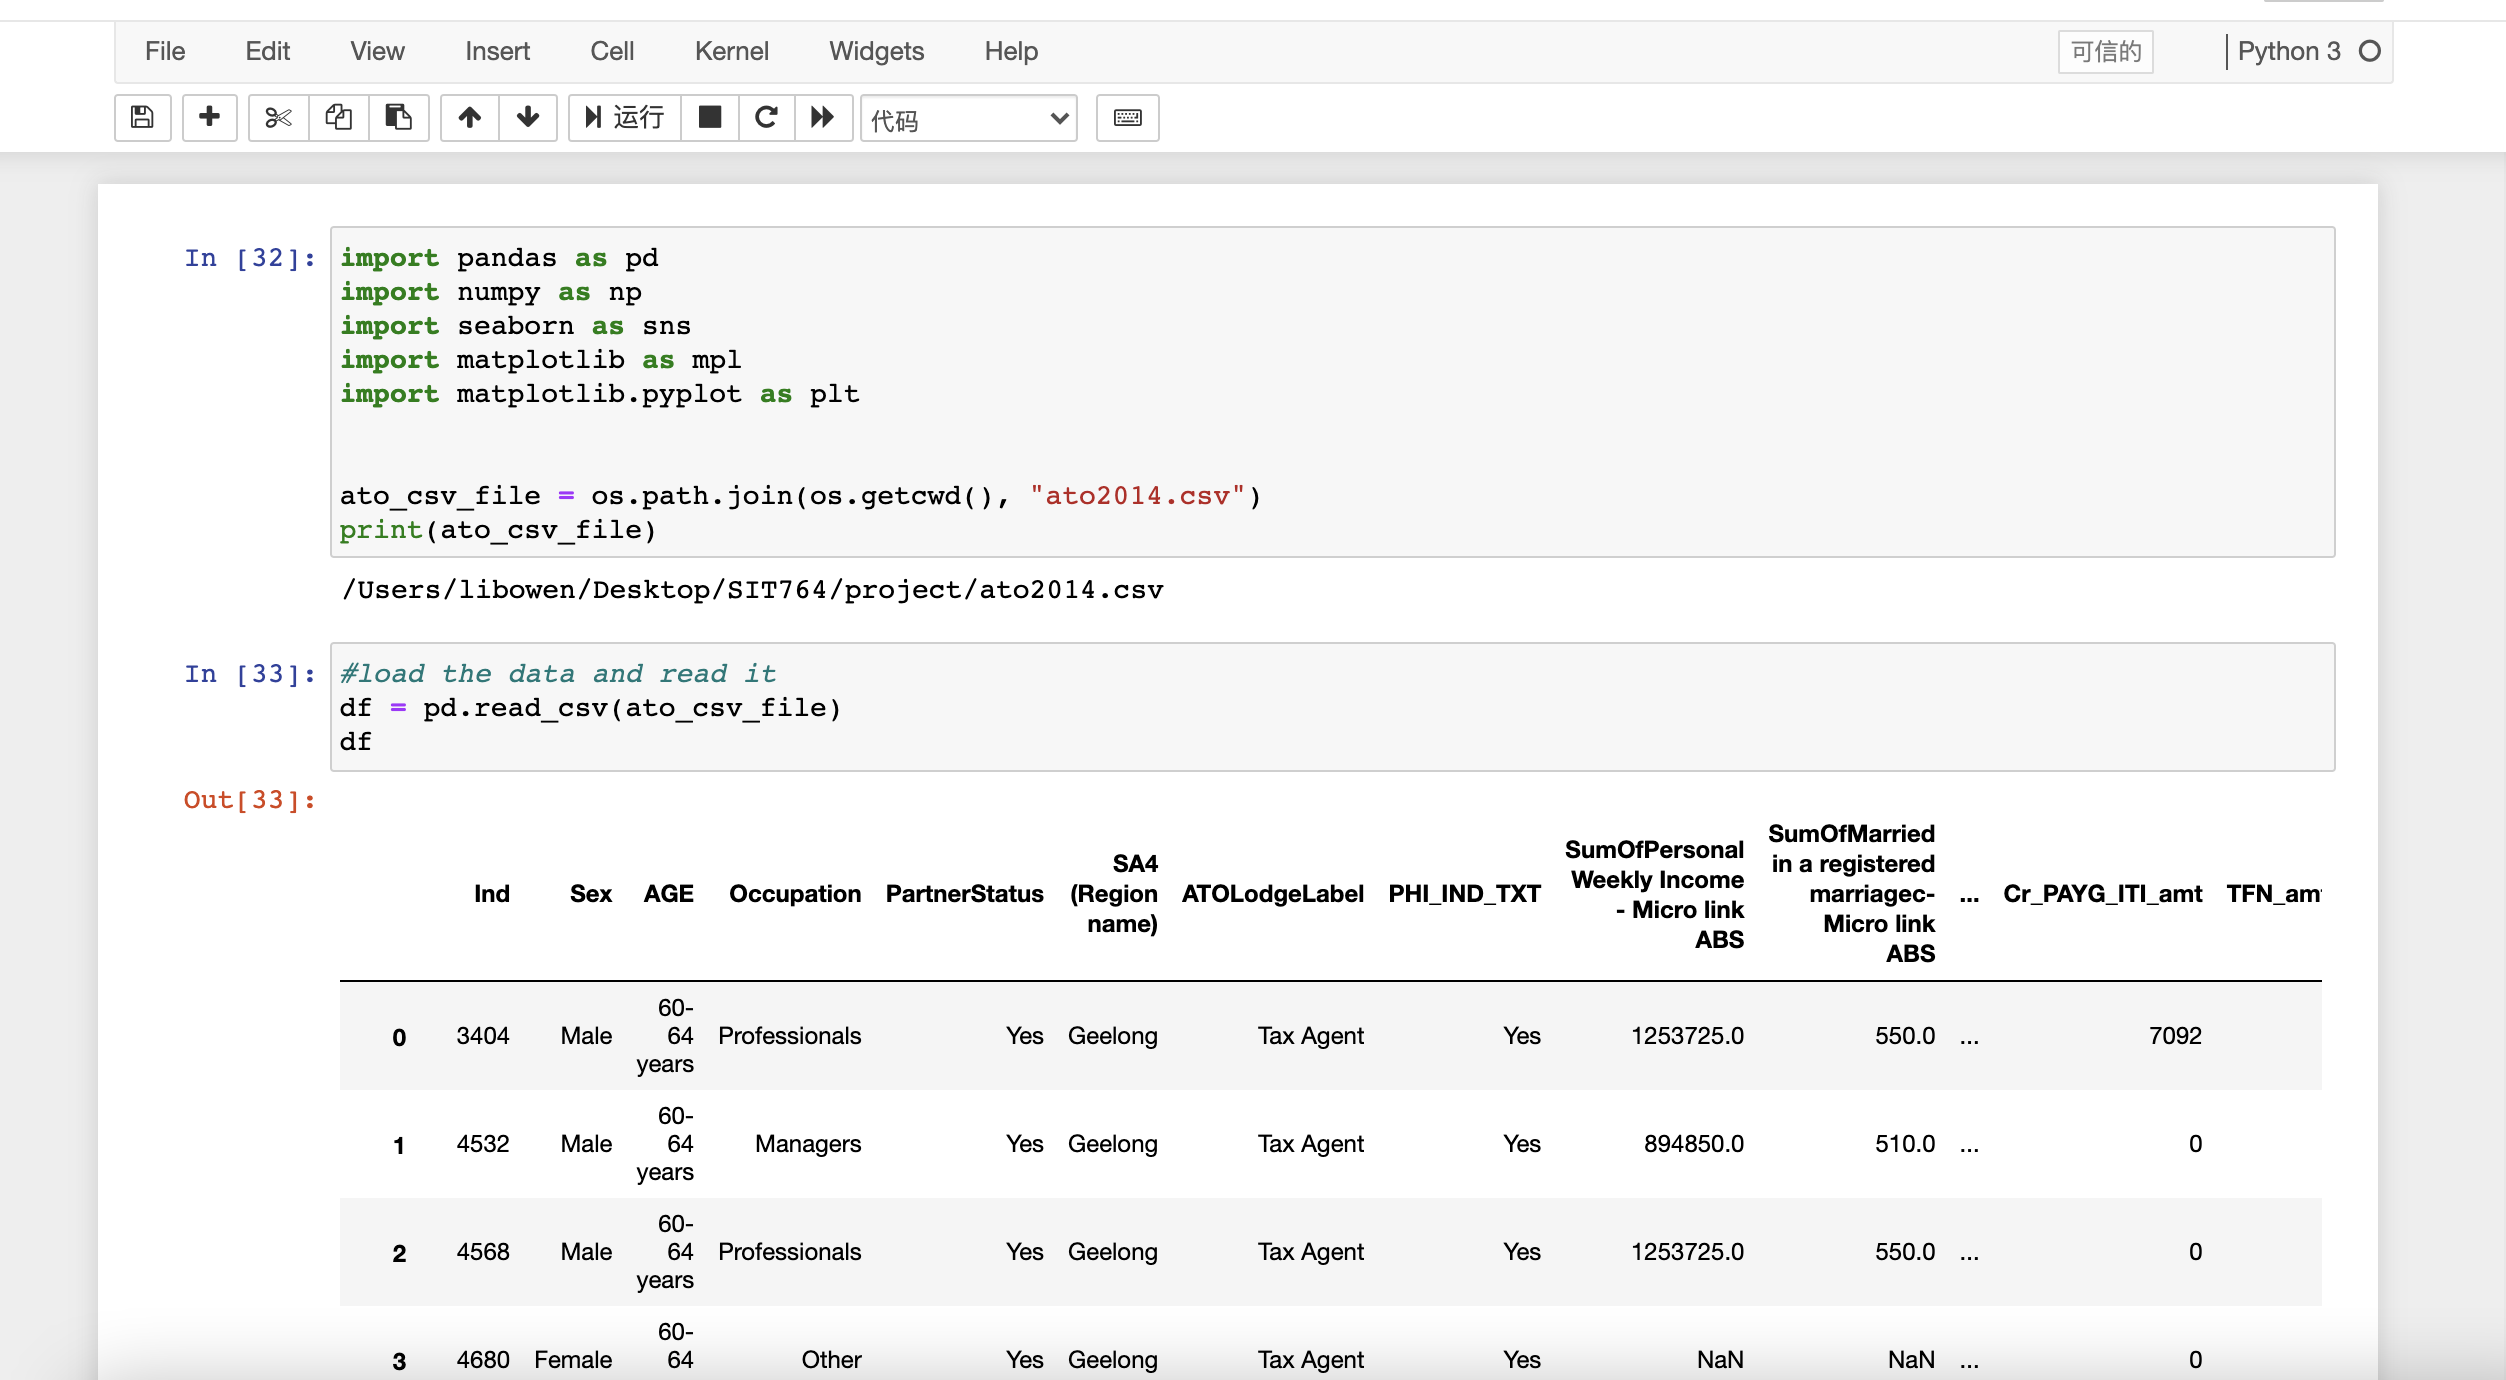 File Edit View Insert Cell Kernel Widgets Help 可信的 Python 3
运行 代码
In [32]: import pandas as pd
import numpy as np
import seaborn as sns
import matplotlib as mpl
import matplotlib.pyplot as plt
ato_csv_file = os.path.join(os.getcwd(), "ato2014.csv")
print(ato_csv_file)
/Users/libowen/Desktop/SIT764/project/ato2014.csv
In [33]: #load the data and read it
df = pd.read_csv(ato_csv_file)
df
Out[33]:
Ind Sex AGE Occupation PartnerStatus SA4 (Region name) ATOLodgeLabel PHI_IND_TXT SumOfPersonal Weekly Income - Micro link ABS SumOfMarried in a registered marriagec- Micro link ABS ... Cr_PAYG_ITI_amt TFN_am
0 3404 Male 60-64 years Professionals Yes Geelong Tax Agent Yes 1253725.0 550.0 ... 7092
1 4532 Male 60-64 years Managers Yes Geelong Tax Agent Yes 894850.0 510.0 ... 0
2 4568 Male 60-64 years Professionals Yes Geelong Tax Agent Yes 1253725.0 550.0 ... 0
3 4680 Female 60-64 Other Yes Geelong Tax Agent Yes NaN NaN ... 0